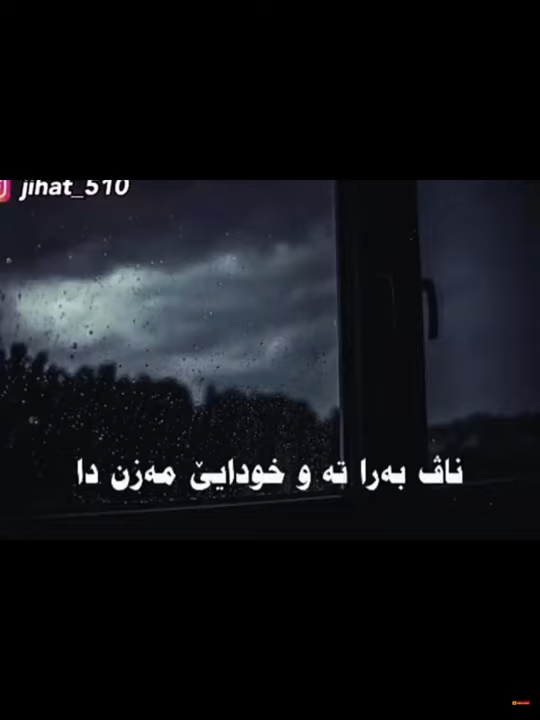 jihat_510
ناڤ بەرا تە و خودایێ مەزن دا